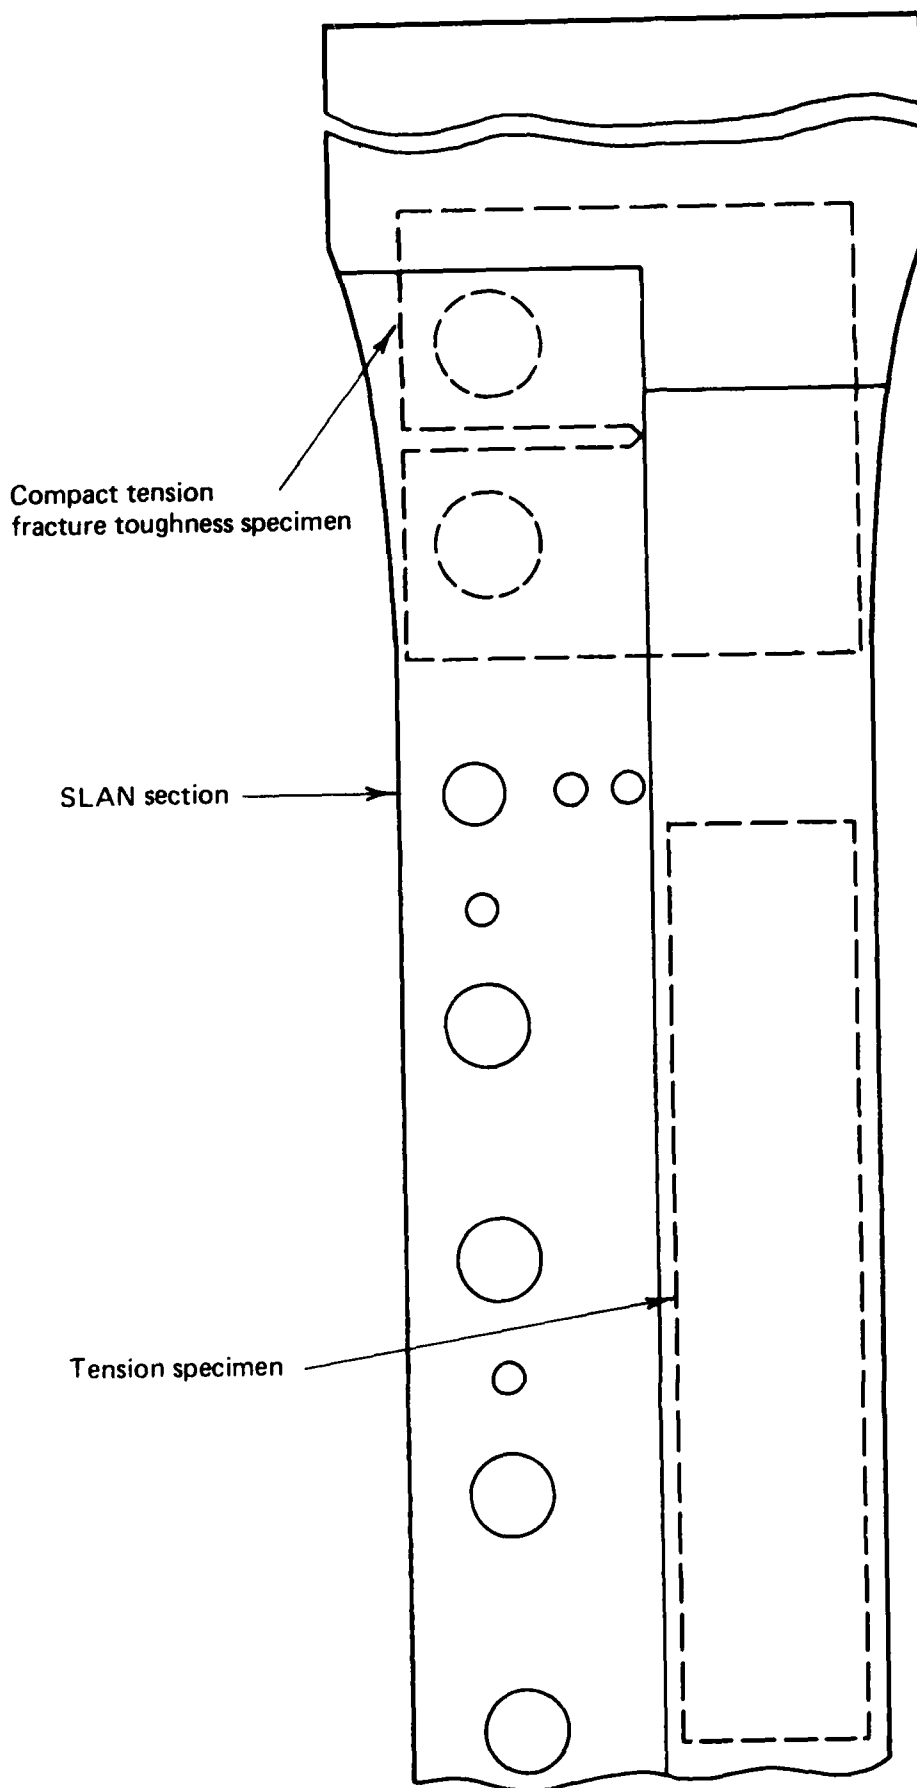 Compact tension
fracture toughness specimen
SLAN section
Tension specimen